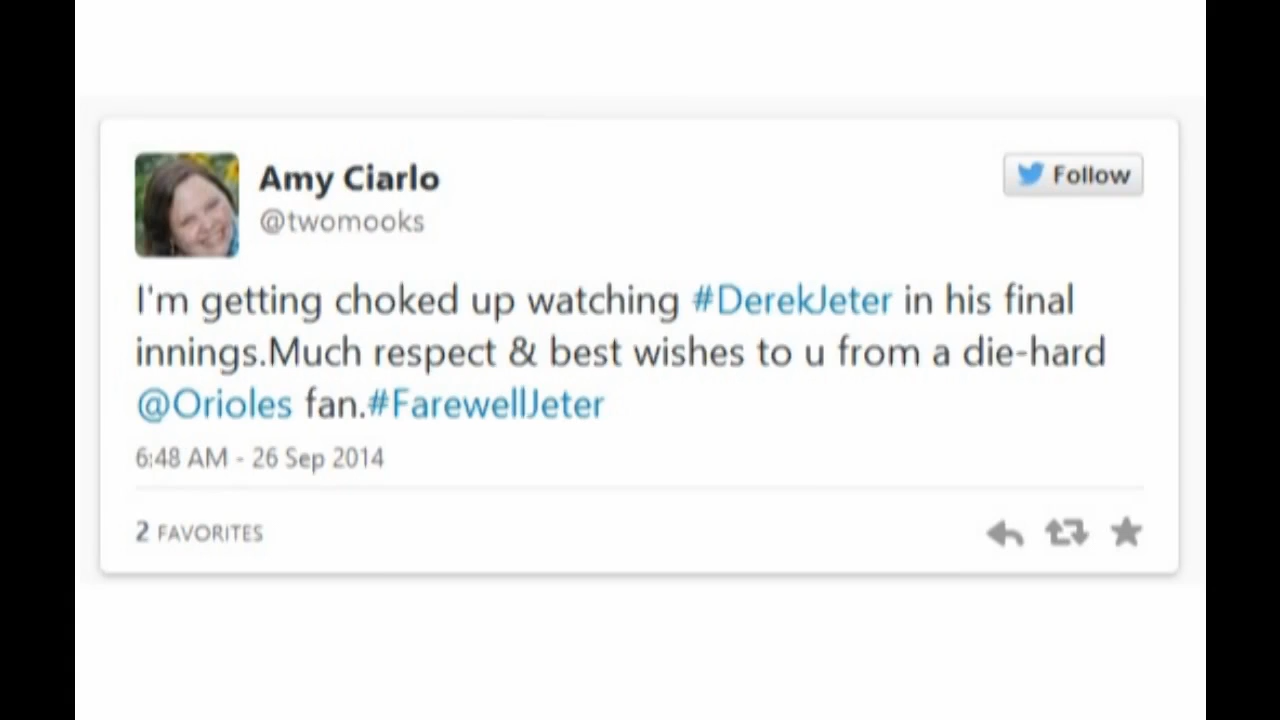 Amy Ciarlo
Follow
@twomooks
I'm getting choked up watching #DerekJeter in his final
innings.Much respect & best wishes to u from a die-hard
@Orioles fan.#FarewellJeter
6:48 AM - 26 Sep 2014
2 FAVORITES